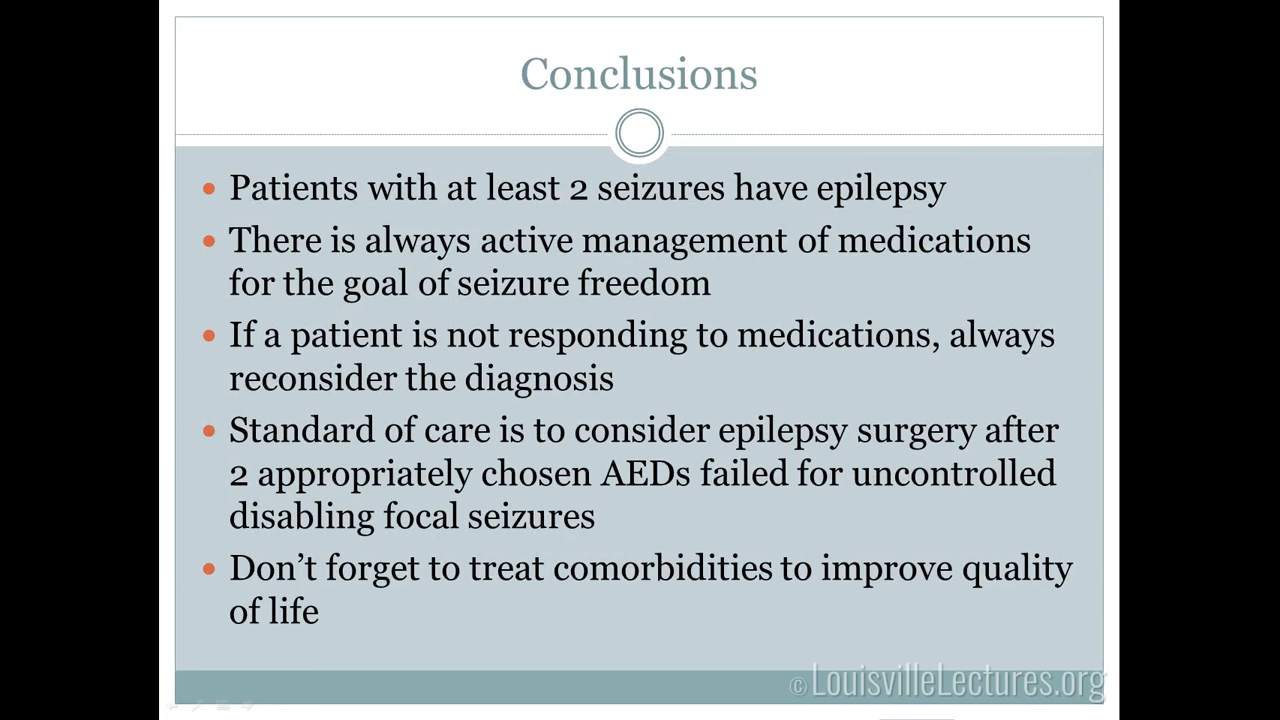 Conclusions
• Patients with at least 2 seizures have epilepsy
• There is always active management of medications
for the goal of seizure freedom
• If a patient is not responding to medications, always
reconsider the diagnosis
• Standard of care is to consider epilepsy surgery after
2 appropriately chosen AEDs failed for uncontrolled
disabling focal seizures
• Don’t forget to treat comorbidities to improve quality
of life
© LouisvilleLectures.org